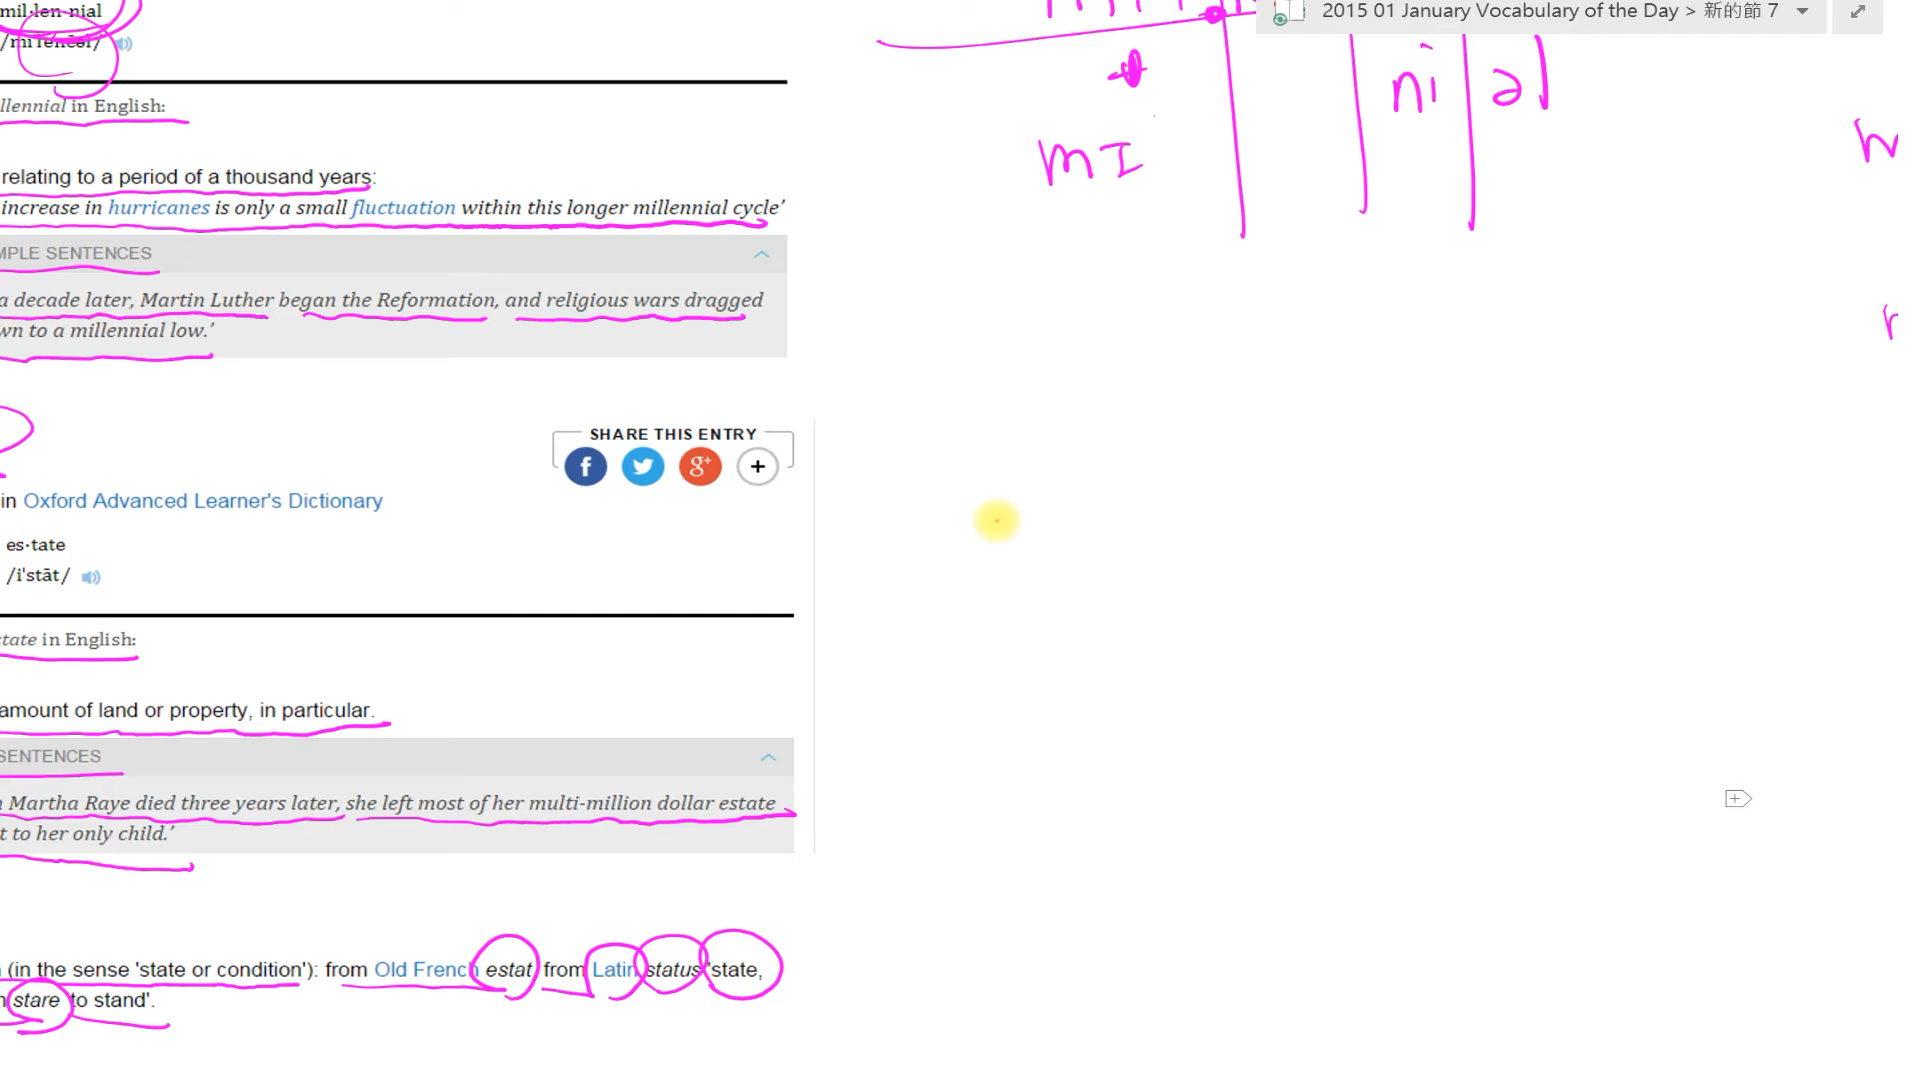 mil·len·nial
2015 01 January Vocabulary of the Day > 新的節 7
ni
ə
llennial in English:
mI
relating to a period of a thousand years:
increase in hurricanes is only a small fluctuation within this longer millennial cycle’
MPLE SENTENCES
a decade later, Martin Luther began the Reformation, and religious wars dragged
wn to a millennial low.’
SHARE THIS ENTRY
in Oxford Advanced Learner's Dictionary
es·tate
/iˈstāt/
state in English:
amount of land or property, in particular.
SENTENCES
n Martha Raye died three years later, she left most of her multi-million dollar estate
t to her only child.’
(in the sense 'state or condition'): from Old French estat, from Latin status 'state,
n stare 'to stand'.